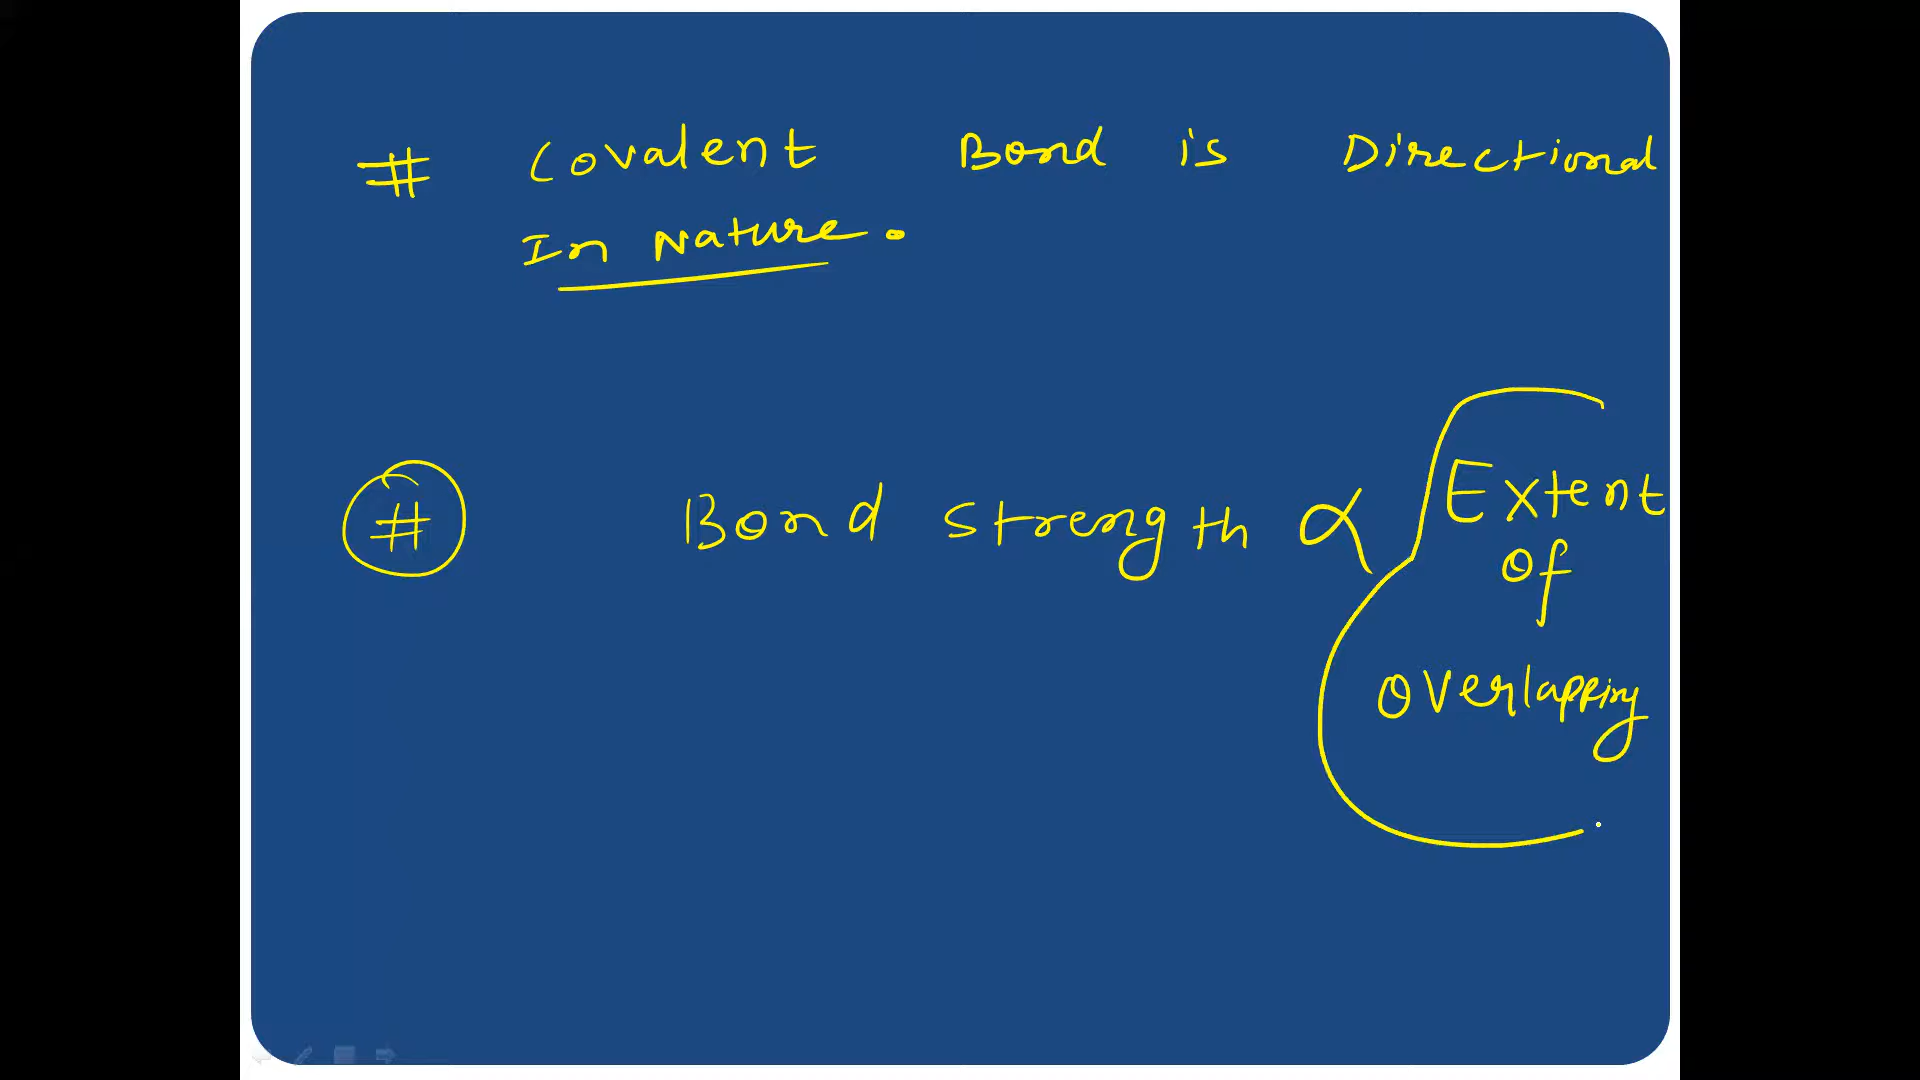 # Covalent Bond is Directional
In Nature.
# Bond strength ∝ Extent
of
overlapping